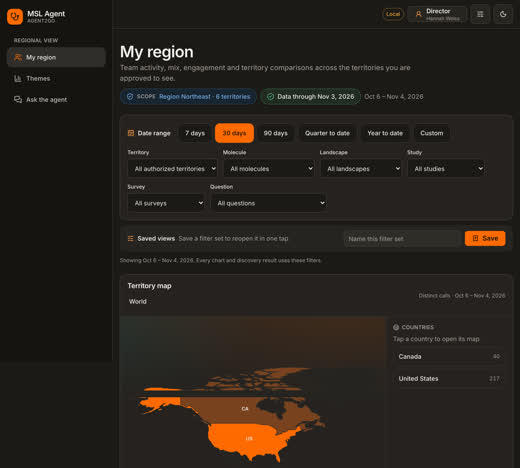 MSL Agent
AGENT2GO
REGIONAL VIEW
My region
Themes
Ask the agent
Local
Director
Hannah Weiss
My region
Team activity, mix, engagement and territory comparisons across the territories you are
approved to see.
SCOPE Region Northeast · 6 territories
Data through Nov 3, 2026
Oct 6 – Nov 4, 2026
Date range
7 days
30 days
90 days
Quarter to date
Year to date
Custom
Territory
Molecule
Landscape
Study
All authorized territories
All molecules
All landscapes
All studies
Survey
Question
All surveys
All questions
Saved views Save a filter set to reopen it in one tap
Name this filter set
Save
Showing Oct 6 – Nov 4, 2026. Every chart and discovery result uses these filters.
Territory map
World
Distinct calls · Oct 6 – Nov 4, 2026
COUNTRIES
Tap a country to open its map
Canada 40
United States 217
CA
US